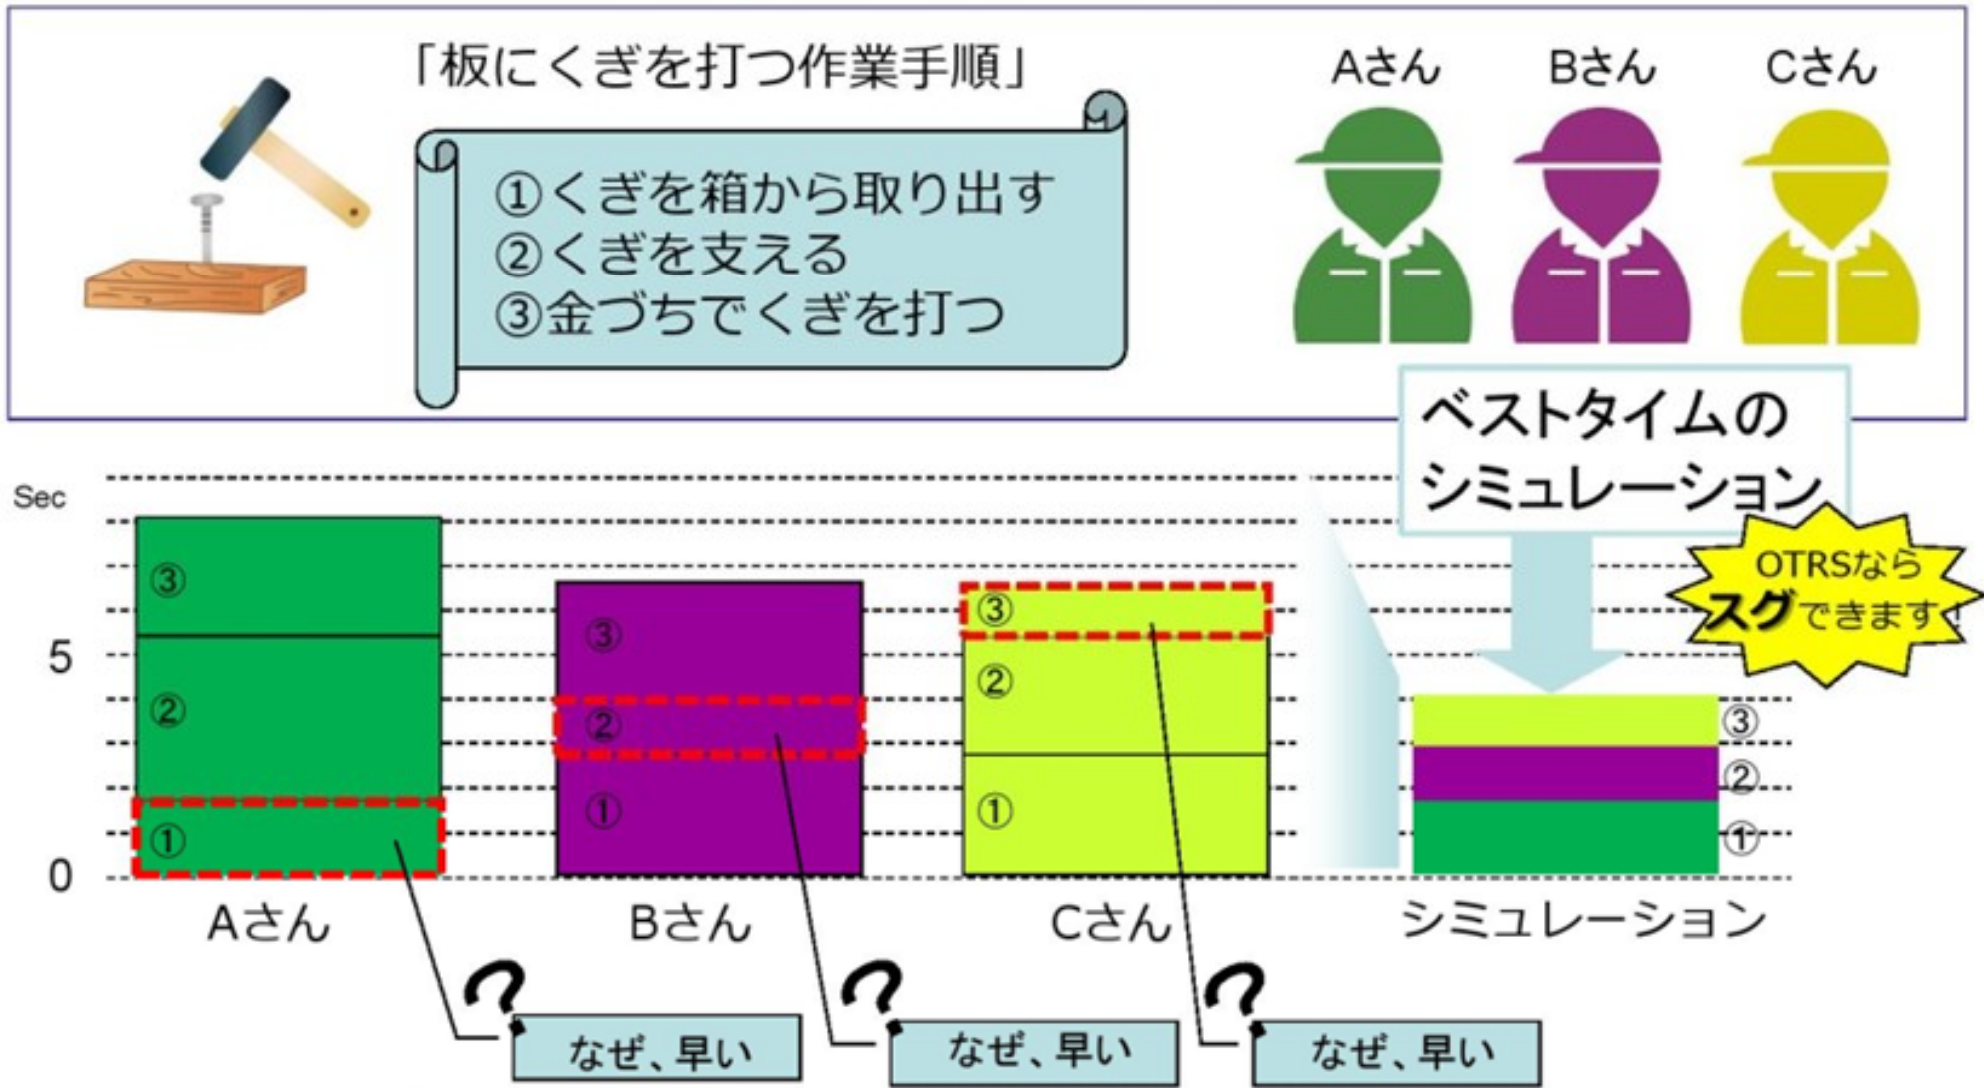 「板にくぎを打つ作業手順」
①くぎを箱から取り出す
②くぎを支える
③金づちでくぎを打つ
Aさん
Bさん
Cさん
ベストタイムの
シミュレーション
OTRSなら
スグできます!
Sec
5
0
③
②
①
③
②
①
③
②
①
③
②
①
Aさん
Bさん
Cさん
シミュレーション
?
なぜ、早い
?
なぜ、早い
?
なぜ、早い